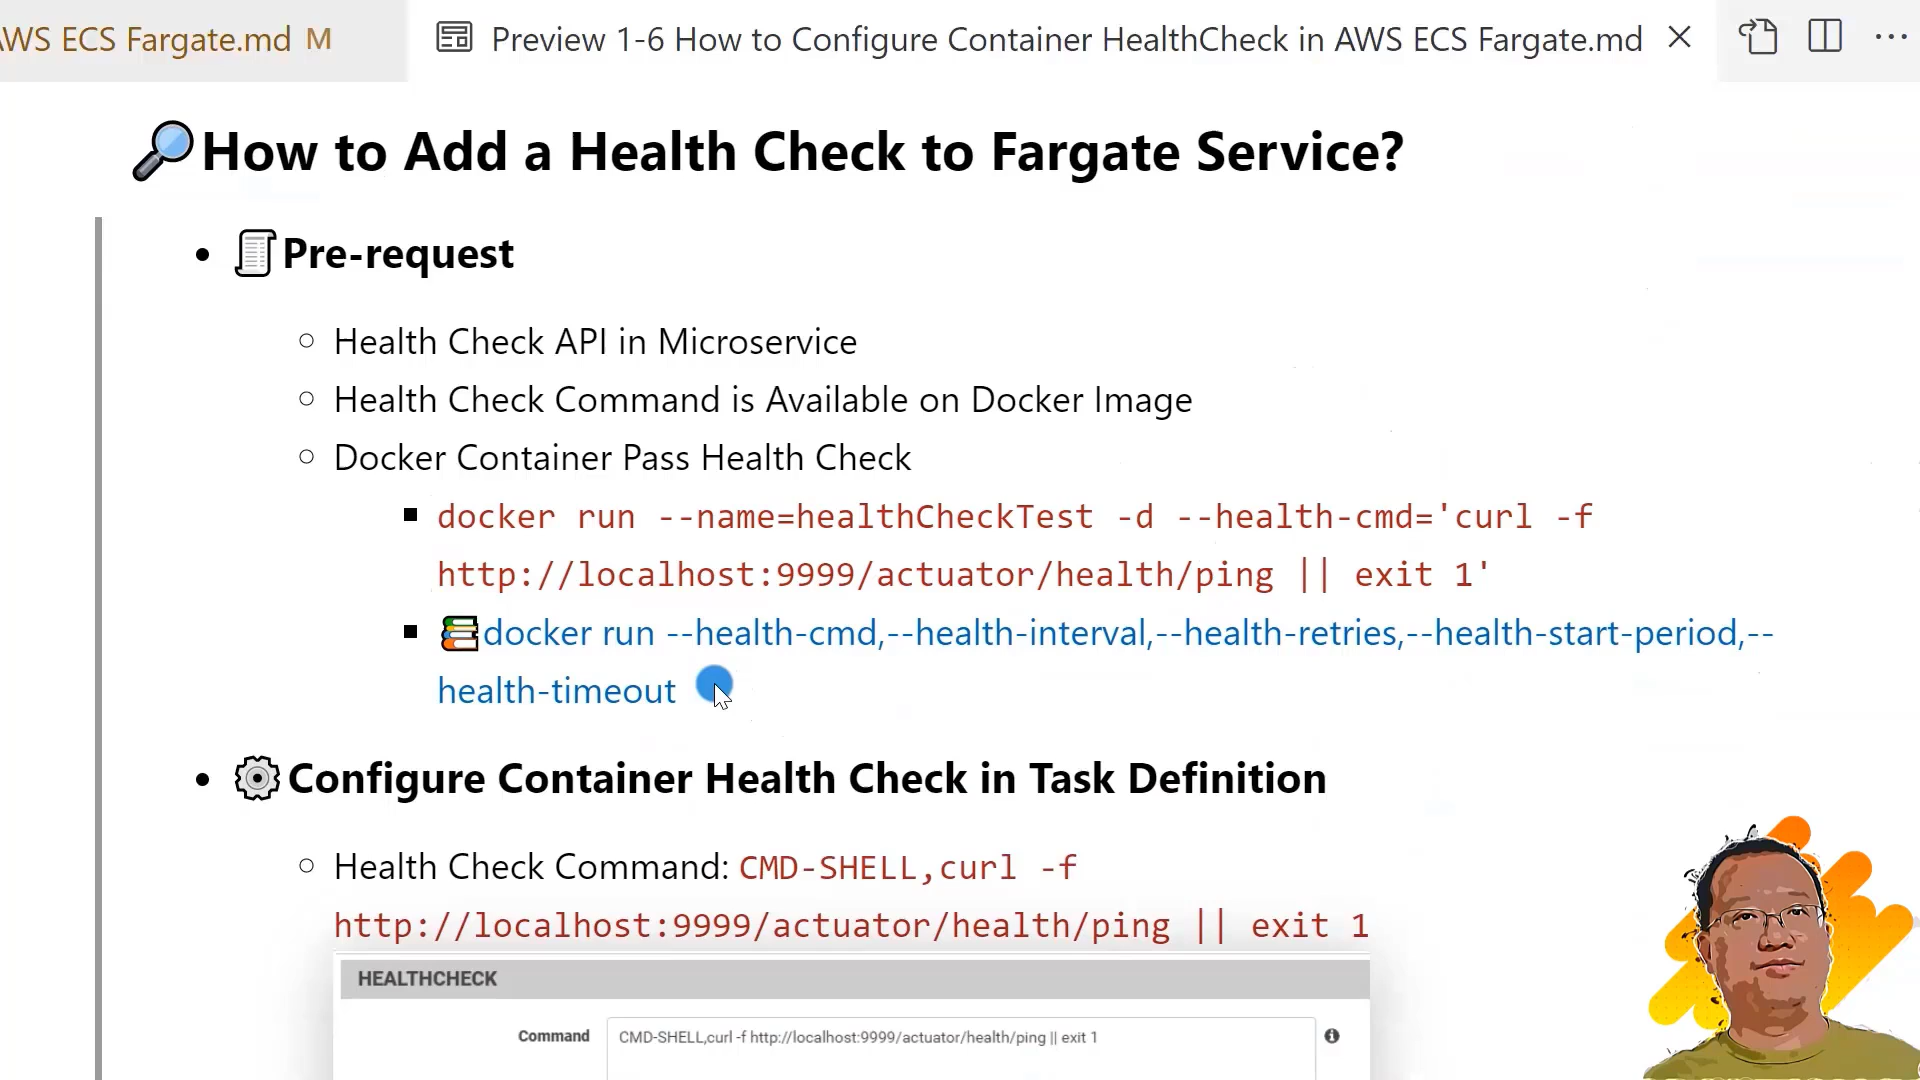 AWS ECS Fargate.md M
Preview 1-6 How to Configure Container HealthCheck in AWS ECS Fargate.md
How to Add a Health Check to Fargate Service?
Pre-request
Health Check API in Microservice
Health Check Command is Available on Docker Image
Docker Container Pass Health Check
docker run --name=healthCheckTest -d --health-cmd='curl -f
http://localhost:9999/actuator/health/ping || exit 1'
docker run --health-cmd,--health-interval,--health-retries,--health-start-period,--
health-timeout
Configure Container Health Check in Task Definition
Health Check Command: CMD-SHELL,curl -f
http://localhost:9999/actuator/health/ping || exit 1
HEALTHCHECK
Command CMD-SHELL,curl -f http://localhost:9999/actuator/health/ping || exit 1